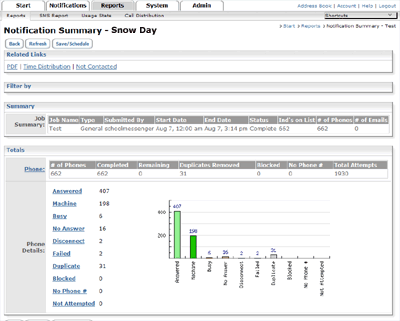 Start Notifications Reports System Admin
Address Book | Account | Help | Logout
Reports SMS Report Usage Stats Call Distribution Shortcuts
Start > Reports > Notification Summary - Test
Notification Summary - Snow Day
Back Refresh Save/Schedule
Related Links
PDF | Time Distribution | Not Contacted
Filter by
Summary
Job Summary:
Job Name Type Submitted By Start Date End Date Status Ind's on List # of Phones # of Emails
Test General schoolmessenger Aug 7, 12:00 am Aug 7, 3:14 pm Complete 662 662 0
Totals
Phone:
# of Phones Completed Remaining Duplicates Removed Blocked No Phone # Total Attempts
662 662 0 31 0 0 1930
Phone Details:
Answered 407
Machine 198
Busy 6
No Answer 16
Disconnect 2
Failed 2
Duplicate 31
Blocked 0
No Phone # 0
Not Attempted 0
400
200
407 198 6 16 2 2 31
Answered Machine Busy No Answer Disconnect Failed Duplicate Blocked No Phone # Not Attempted